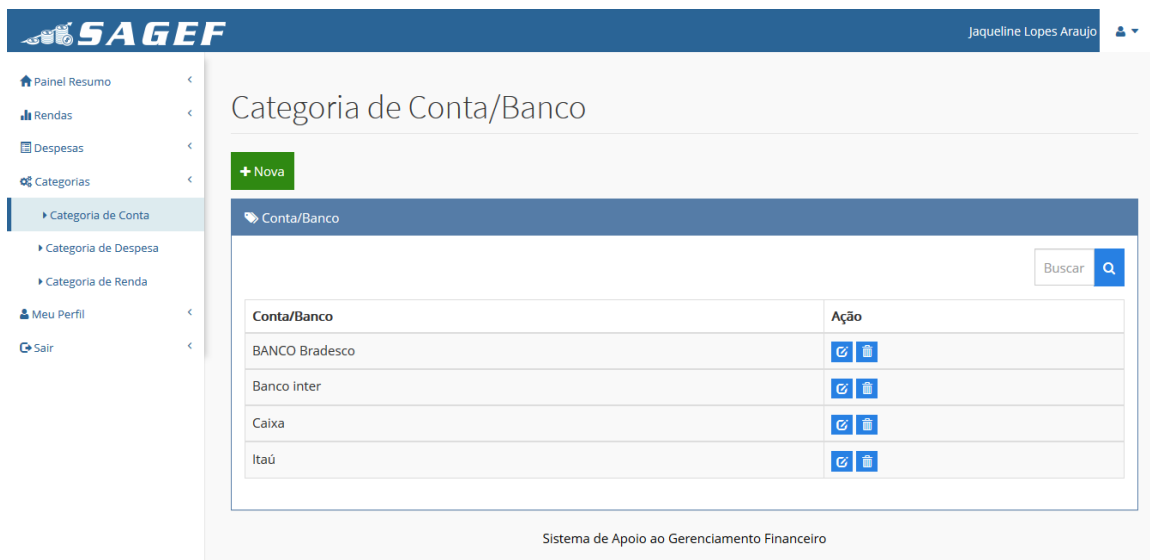 SAGEF
Jaqueline Lopes Araujo
Painel Resumo
Rendas
Despesas
Categorias
Categoria de Conta
Categoria de Despesa
Categoria de Renda
Meu Perfil
Sair
Categoria de Conta/Banco
Nova
Conta/Banco
Buscar
Conta/Banco Ação
BANCO Bradesco
Banco inter
Caixa
Itaú
Sistema de Apoio ao Gerenciamento Financeiro